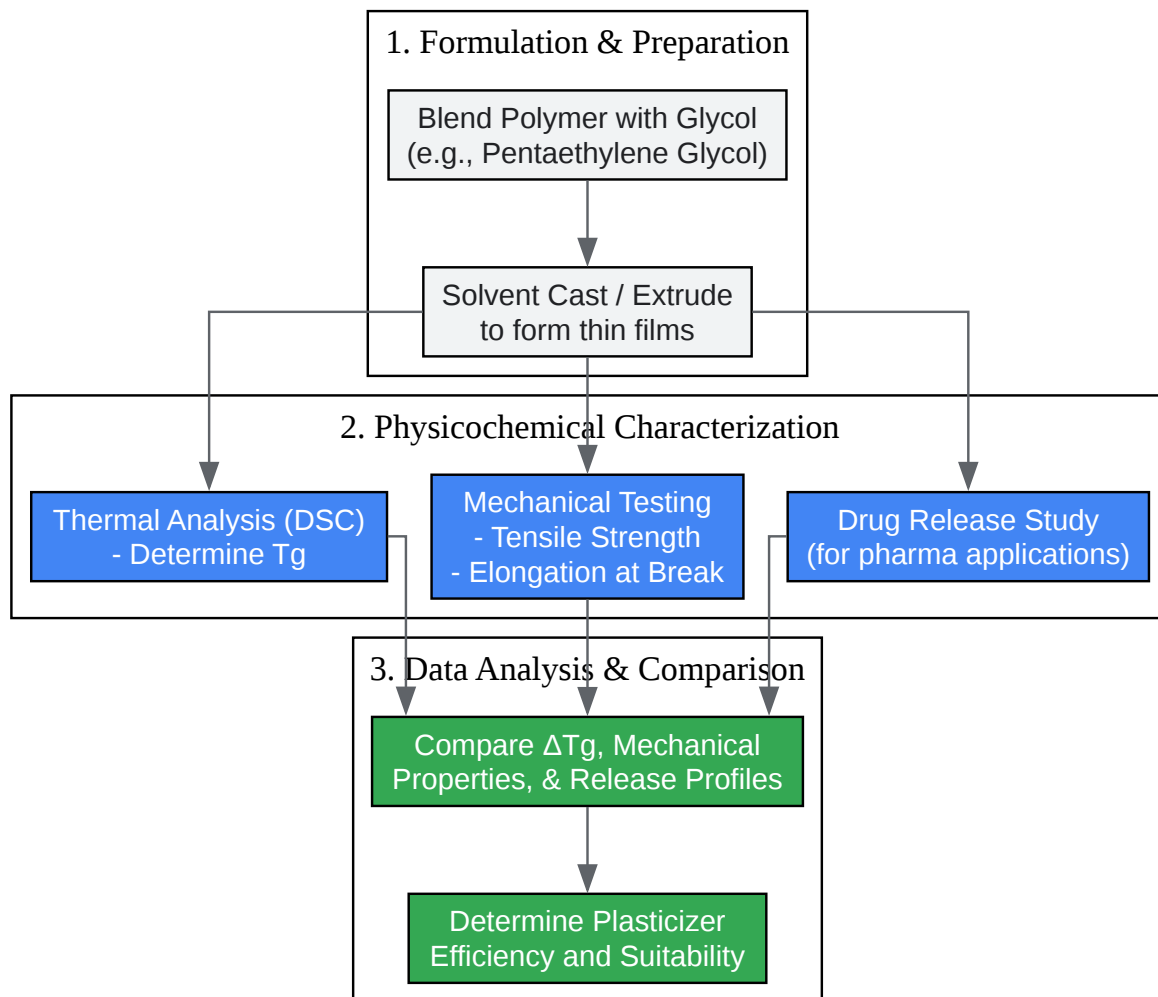 1. Formulation & Preparation
Blend Polymer with Glycol
(e.g., Pentaethylene Glycol)
Solvent Cast / Extrude
to form thin films
2. Physicochemical Characterization
Thermal Analysis (DSC)
- Determine Tg
Mechanical Testing
- Tensile Strength
- Elongation at Break
Drug Release Study
(for pharma applications)
3. Data Analysis & Comparison
Compare ΔTg, Mechanical
Properties, & Release Profiles
Determine Plasticizer
Efficiency and Suitability